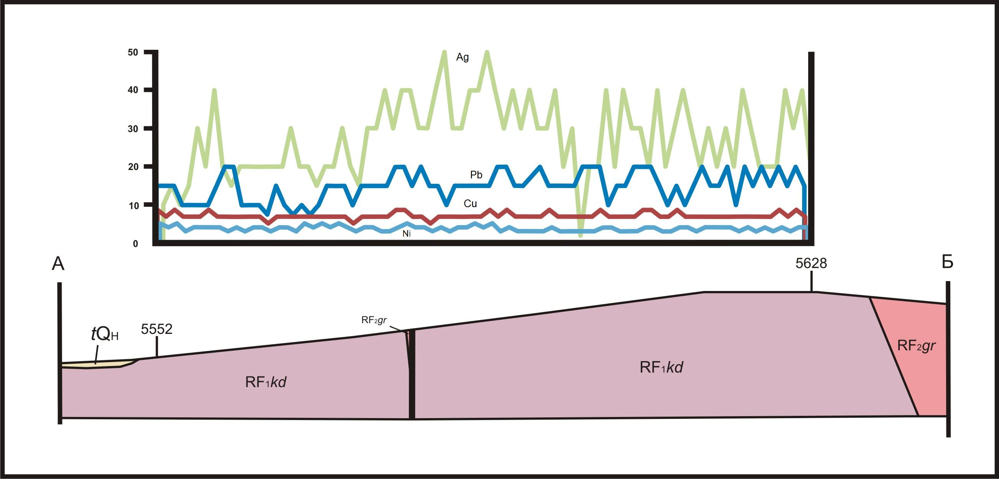 50
Ag
40
30
20
Pb
10
Cu
Ni
0
А
5628
Б
RF₂gr
5552
tQH
RF₂gr
RF₁kd
RF₁kd